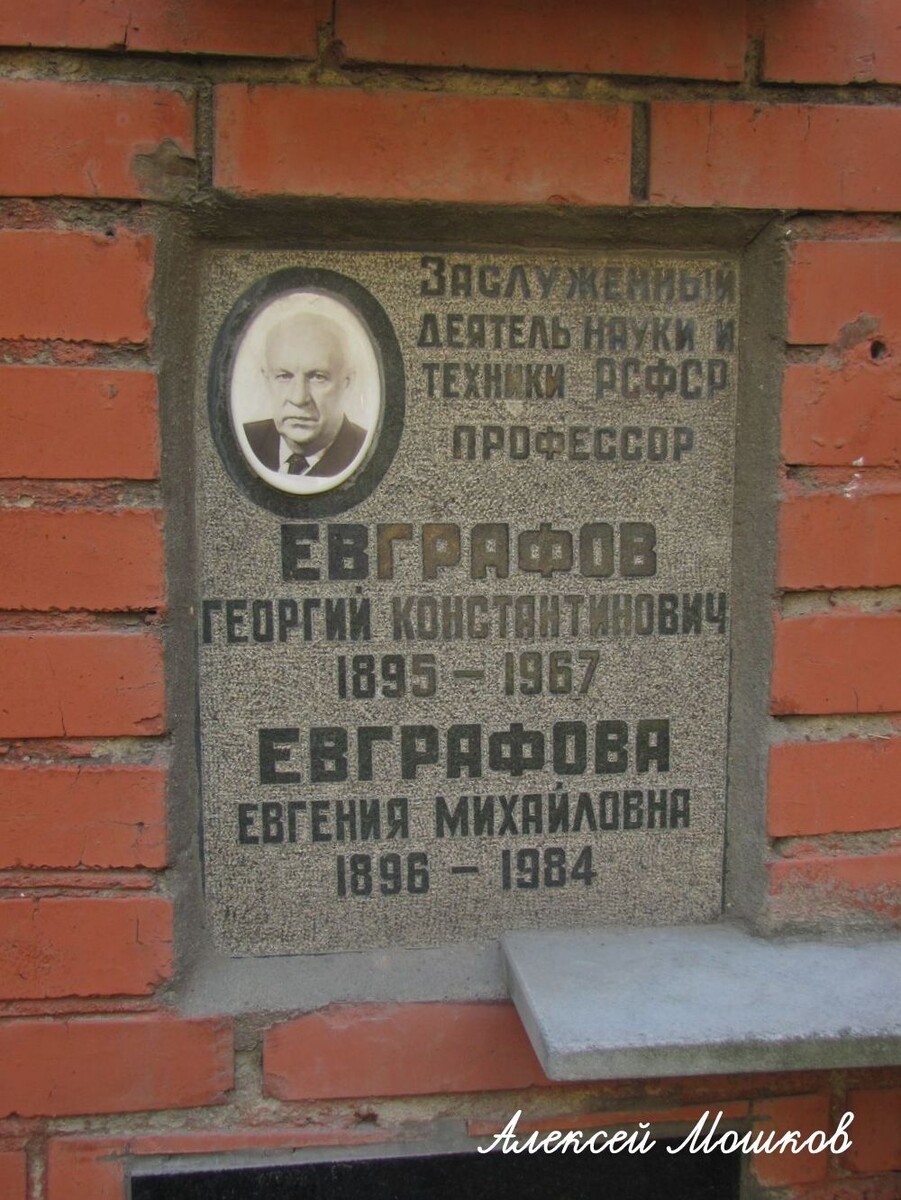 Заслуженный
деятель науки и
техники РСФСР
профессор
ЕВГРАФОВ
ГЕОРГИЙ КОНСТАНТИНОВИЧ
1895 – 1967
ЕВГРАФОВА
ЕВГЕНИЯ МИХАЙЛОВНА
1896 – 1984
Алексей Мошков